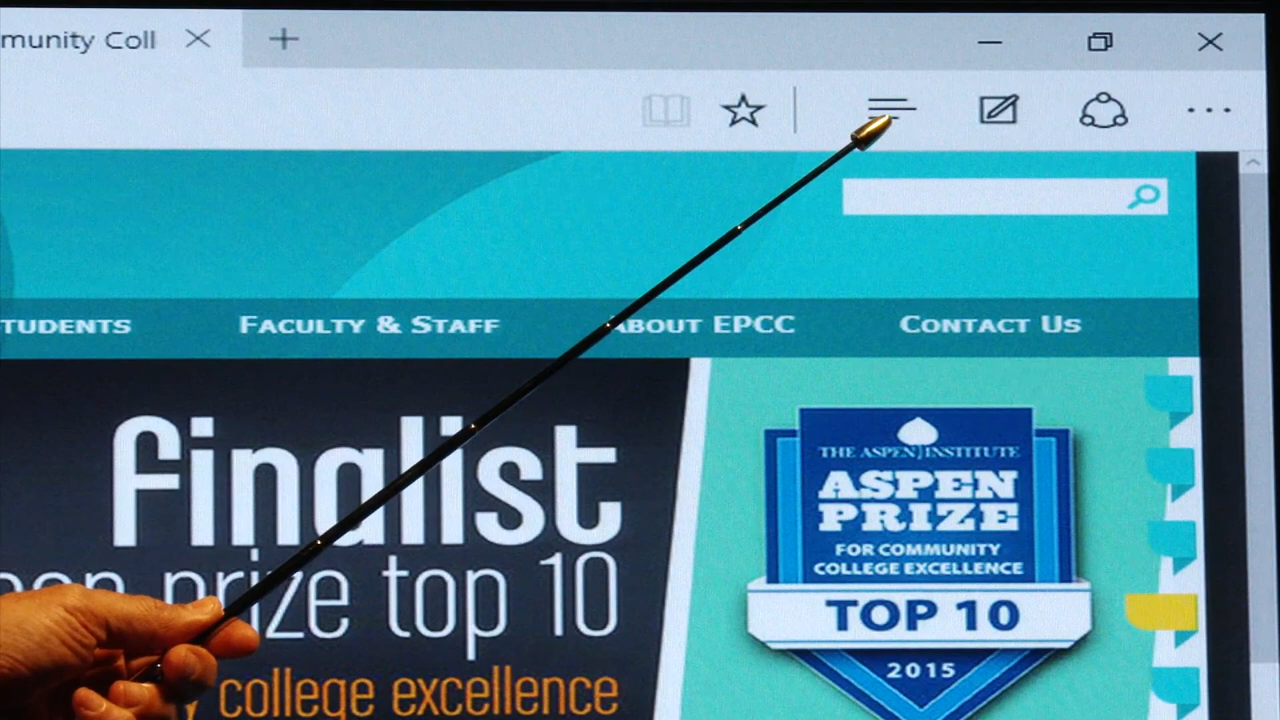 munity Coll
TUDENTS
FACULTY & STAFF
ABOUT EPCC
CONTACT US
finalist
prize top 10
college excellence
THE ASPEN INSTITUTE
ASPEN
PRIZE
FOR COMMUNITY
COLLEGE EXCELLENCE
TOP 10
2015